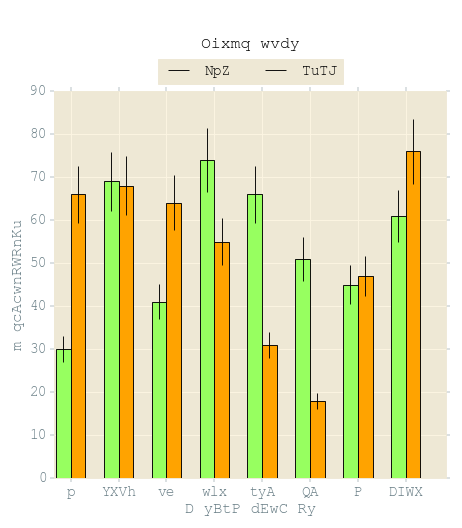 Oixmq wvdy
NpZ TuTJ
90
80
70
60
50
40
30
20
10
0
m qcAcwnRWRnKu
p YXVh ve wlx tyA QA P DIWX
D yBtP dEwC Ry